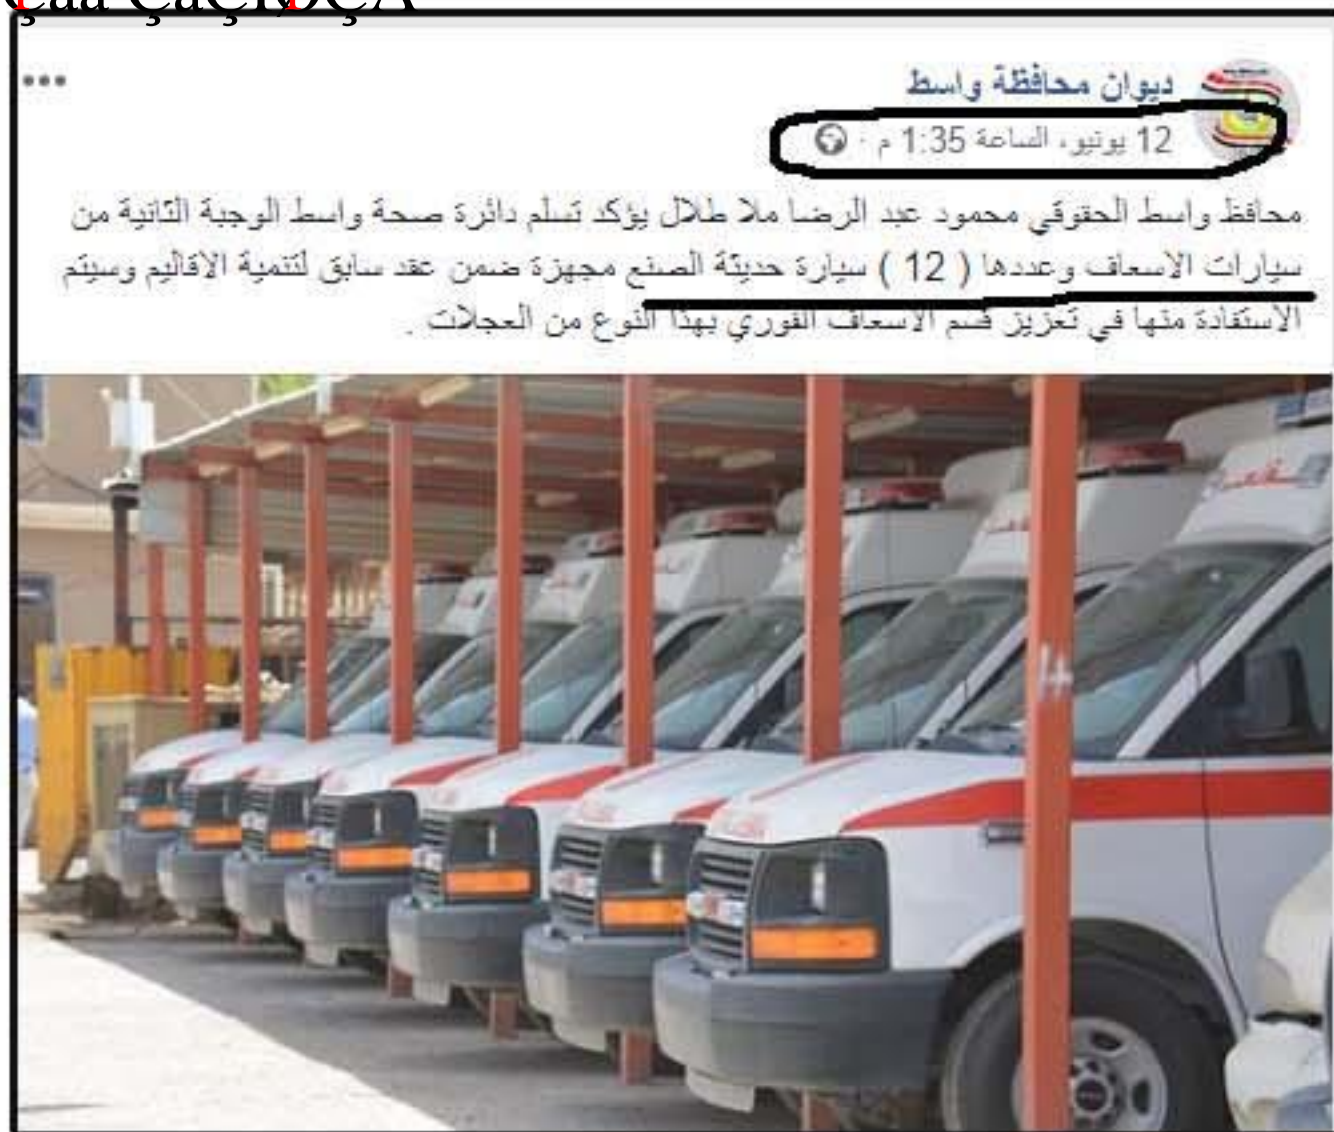 ديوان محافظة واسط
12 يونيو، الساعة 1:35 م ·
محافظ واسط الحقوقي محمود عبد الرضا ملا طلال يؤكد تسلم دائرة صحة واسط الوجبة الثانية من
سيارات الاسعاف وعددها ( 12 ) سيارة حديثة الصنع مجهزة ضمن عقد سابق لتنمية الاقاليم وسيتم
الاستفادة منها في تعزيز قسم الاسعاف الفوري بهذا النوع من العجلات .